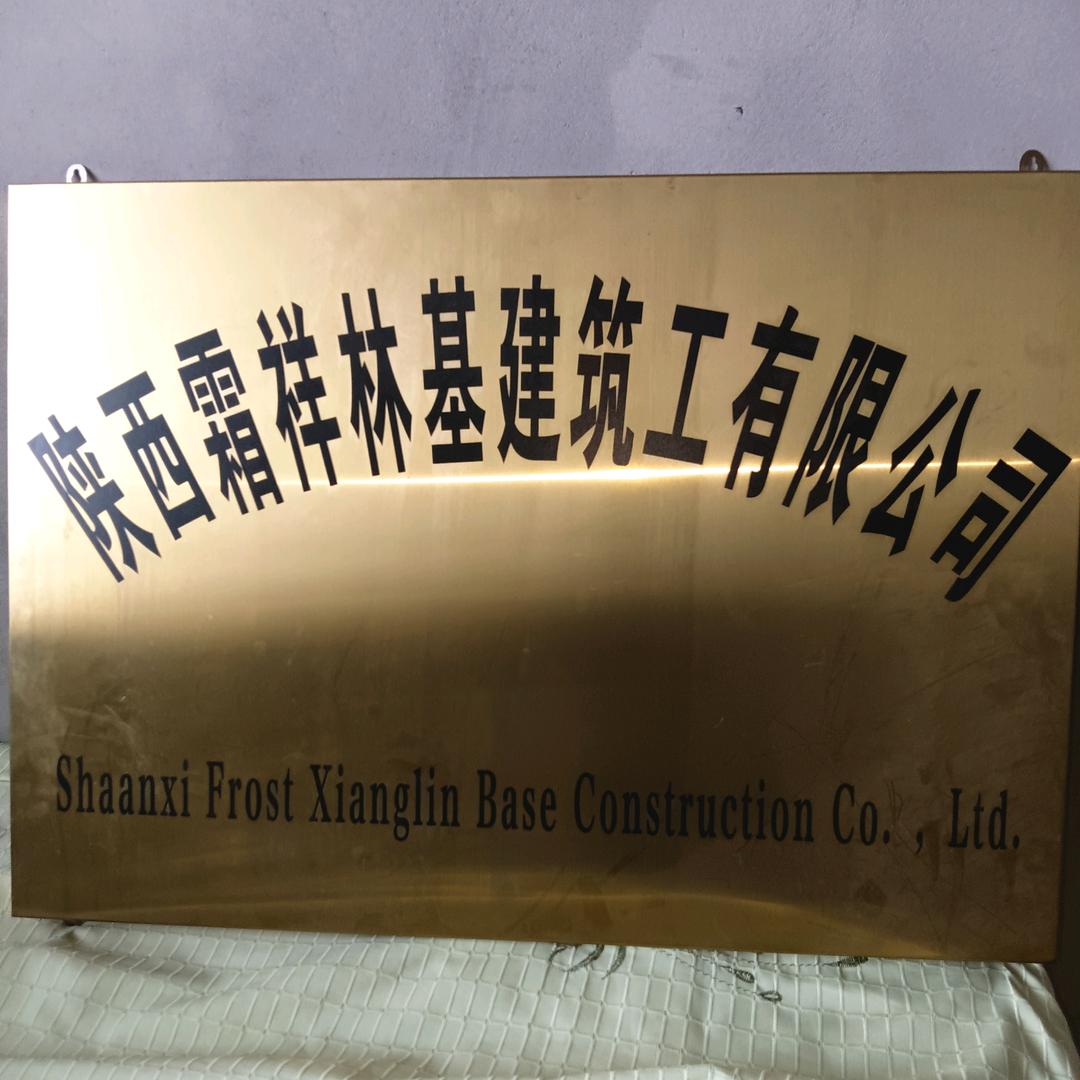 陕西霜祥林基建筑工有限公司
Shaanxi Frost Xianglin Base Construction Co. , Ltd.